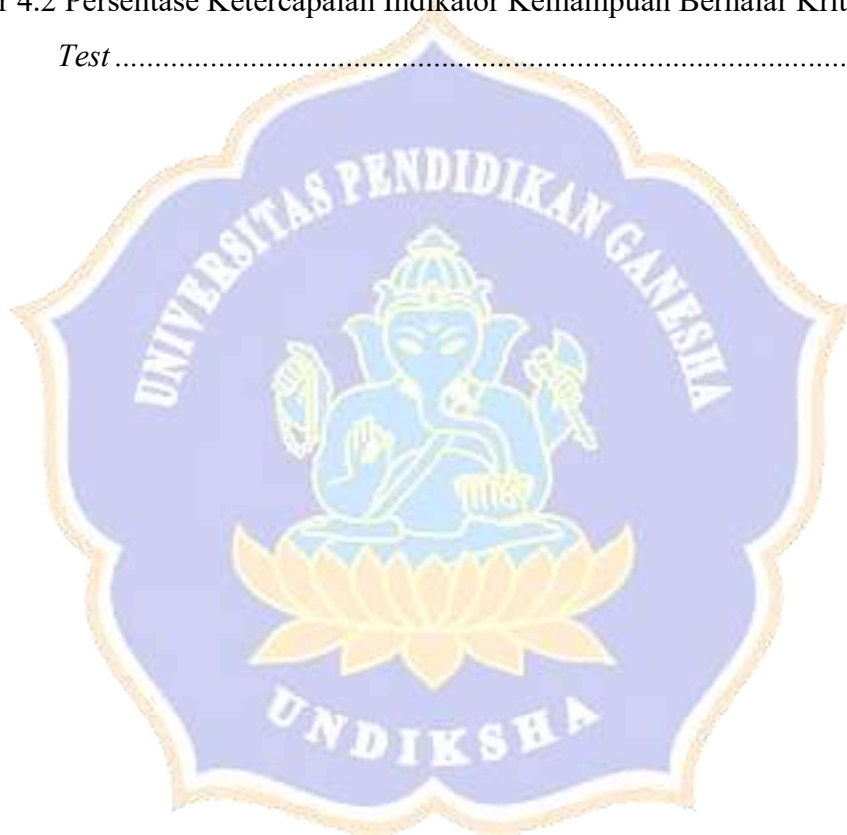 r 4.2 Persentase Ketercapaian Indikator Kemampuan Bernalar Krit
Test ..........................................................................................
UNIVERSITAS PENDIDIKAN GANESHA
UNDIKSHA